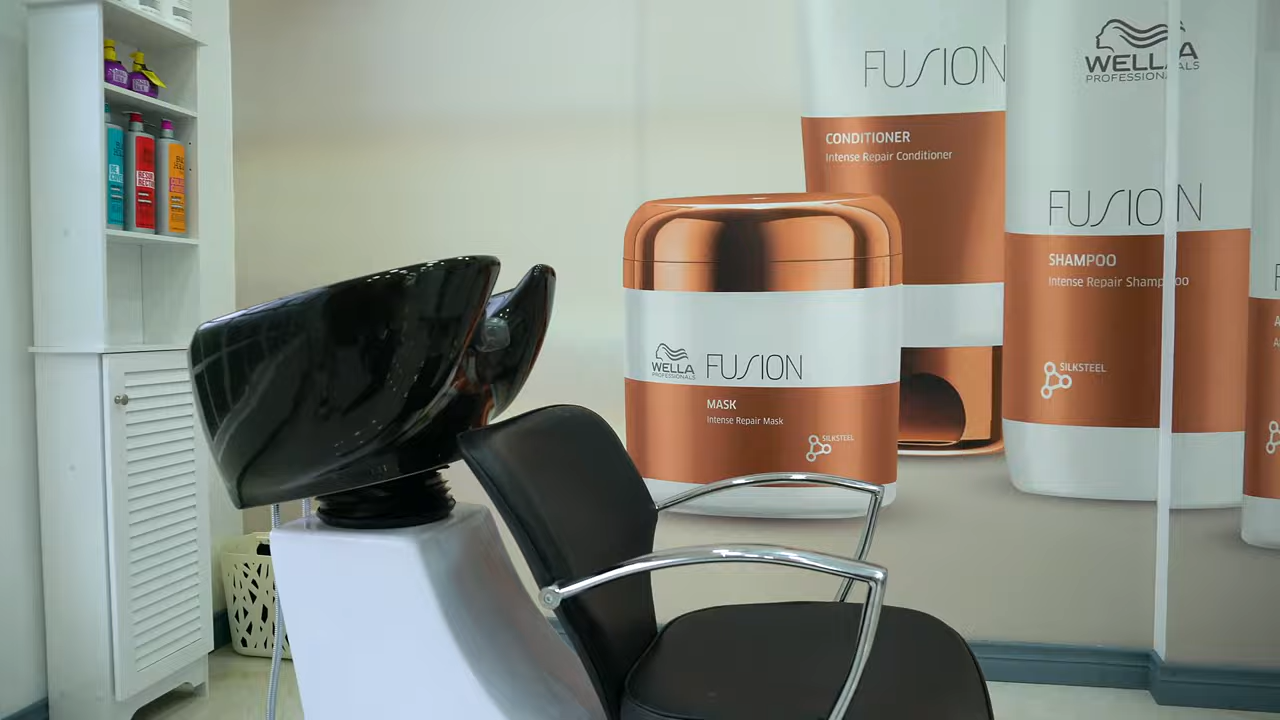 FUSION
CONDITIONER
Intense Repair Conditioner
WELLA
PROFESSIONALS
FUSION
SHAMPOO
Intense Repair Shampoo
SILKSTEEL
WELLA
PROFESSIONALS
FUSION
MASK
Intense Repair Mask
SILKSTEEL